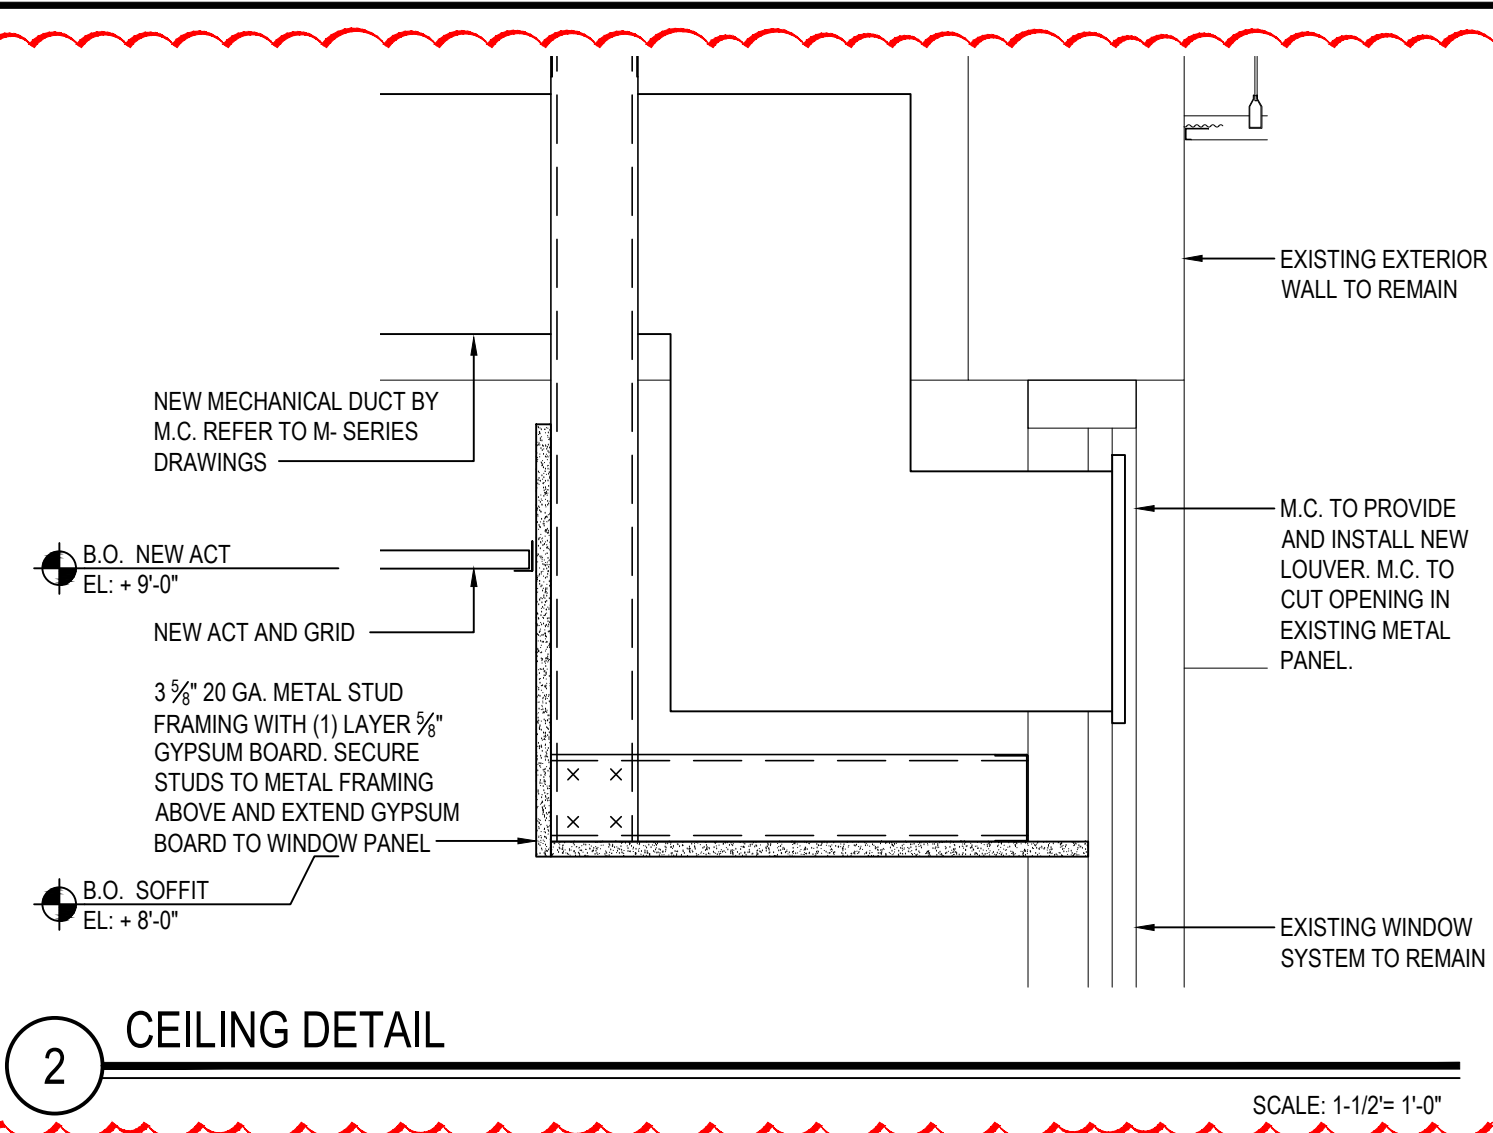 EXISTING EXTERIOR
WALL TO REMAIN
NEW MECHANICAL DUCT BY
M.C. REFER TO M- SERIES
DRAWINGS
M.C. TO PROVIDE
AND INSTALL NEW
LOUVER. M.C. TO
CUT OPENING IN
EXISTING METAL
PANEL.
B.O. NEW ACT
EL: + 9'-0"
NEW ACT AND GRID
3 ⅝" 20 GA. METAL STUD
FRAMING WITH (1) LAYER ⅝"
GYPSUM BOARD. SECURE
STUDS TO METAL FRAMING
ABOVE AND EXTEND GYPSUM
BOARD TO WINDOW PANEL
B.O. SOFFIT
EL: + 8'-0"
EXISTING WINDOW
SYSTEM TO REMAIN
2
CEILING DETAIL
SCALE: 1-1/2'= 1'-0"